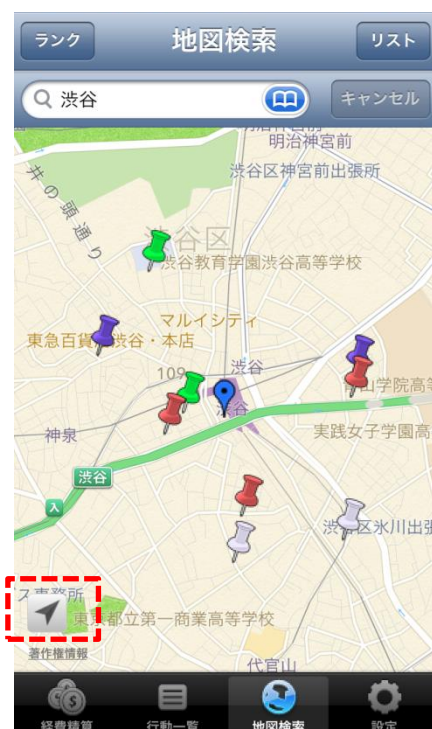 ランク
地図検索
リスト
渋谷
キャンセル
明治神宮前
渋谷区神宮前出張所
井の頭通り
渋谷区
渋谷教育学園渋谷高等学校
マルイシティ
東急百貨 渋谷・本店
109
渋谷
渋谷
山学院高等
神泉
実践女子学園高
渋谷
入
渋 区氷川出張
ス事務所
東京都立第一商業高等学校
著作権情報
代官山
経費精算
行動一覧
地図検索
設定